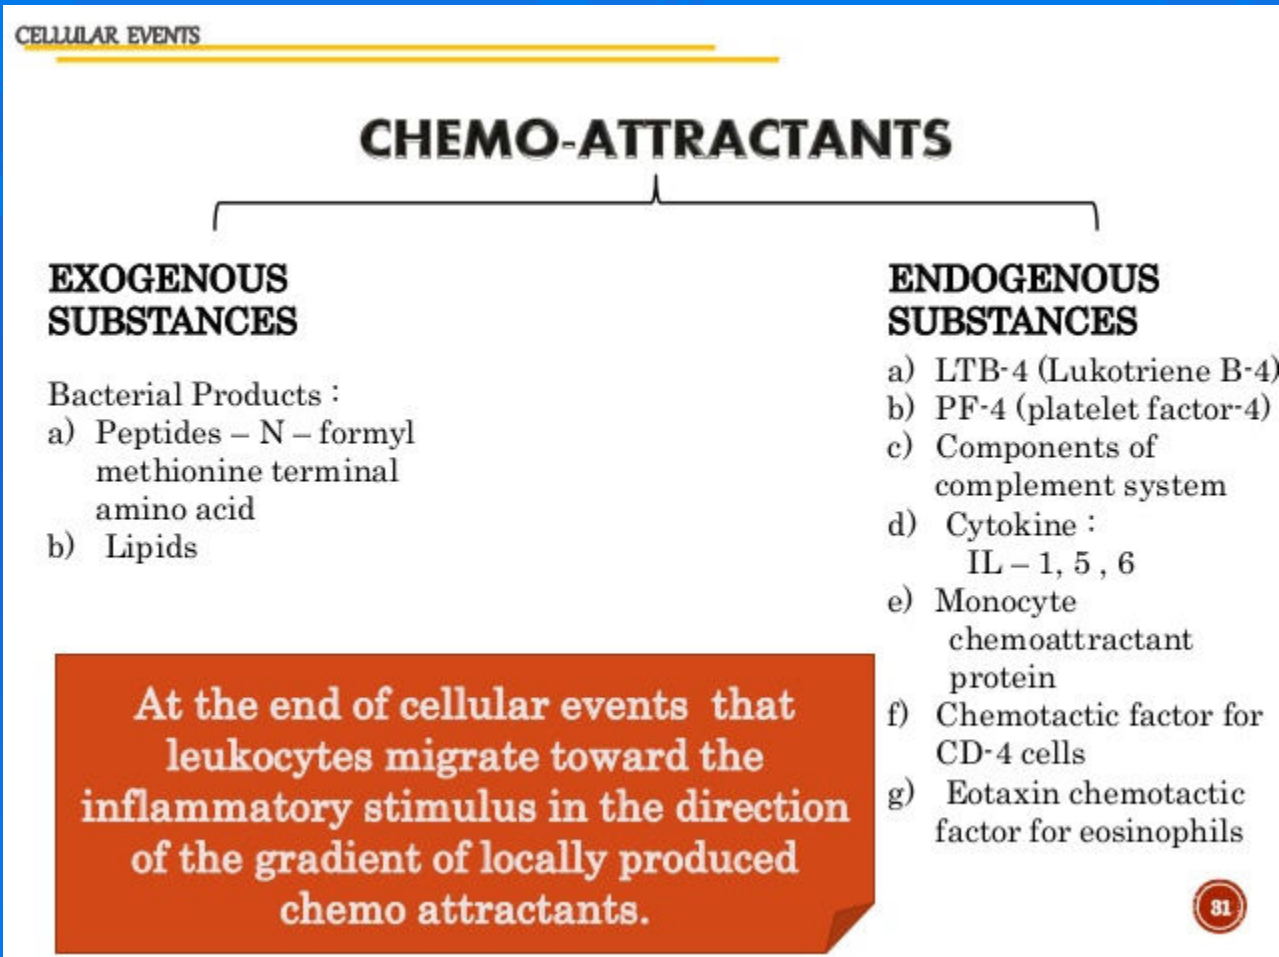 CELLULAR EVENTS
CHEMO-ATTRACTANTS
EXOGENOUS
SUBSTANCES
Bacterial Products :
a) Peptides – N – formyl
methionine terminal
amino acid
b) Lipids
ENDOGENOUS
SUBSTANCES
a) LTB-4 (Lukotriene B-4)
b) PF-4 (platelet factor-4)
c) Components of
complement system
d) Cytokine :
IL – 1, 5 , 6
e) Monocyte
chemoattractant
protein
f) Chemotactic factor for
CD-4 cells
g) Eotaxin chemotactic
factor for eosinophils
At the end of cellular events that
leukocytes migrate toward the
inflammatory stimulus in the direction
of the gradient of locally produced
chemo attractants.
31